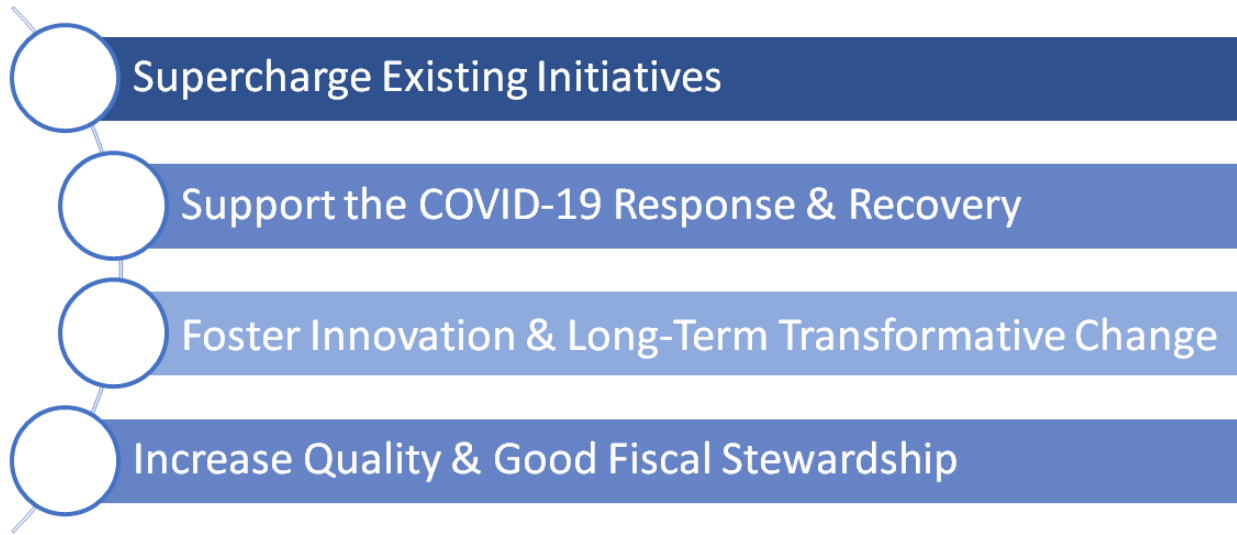 Supercharge Existing Initiatives
Support the COVID-19 Response & Recovery
Foster Innovation & Long-Term Transformative Change
Increase Quality & Good Fiscal Stewardship